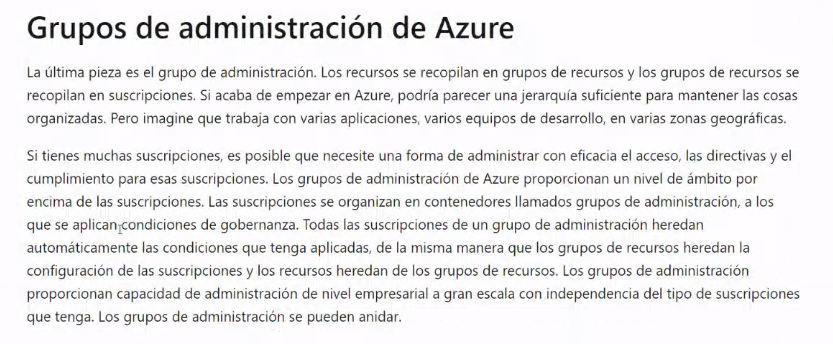 Grupos de administración de Azure
La última pieza es el grupo de administración. Los recursos se recopilan en grupos de recursos y los grupos de recursos se
recopilan en suscripciones. Si acaba de empezar en Azure, podría parecer una jerarquía suficiente para mantener las cosas
organizadas. Pero imagine que trabaja con varias aplicaciones, varios equipos de desarrollo, en varias zonas geográficas.
Si tienes muchas suscripciones, es posible que necesite una forma de administrar con eficacia el acceso, las directivas y el
cumplimiento para esas suscripciones. Los grupos de administración de Azure proporcionan un nivel de ámbito por
encima de las suscripciones. Las suscripciones se organizan en contenedores llamados grupos de administración, a los
que se aplican condiciones de gobernanza. Todas las suscripciones de un grupo de administración heredan
automáticamente las condiciones que tenga aplicadas, de la misma manera que los grupos de recursos heredan la
configuración de las suscripciones y los recursos heredan de los grupos de recursos. Los grupos de administración
proporcionan capacidad de administración de nivel empresarial a gran escala con independencia del tipo de suscripciones
que tenga. Los grupos de administración se pueden anidar.